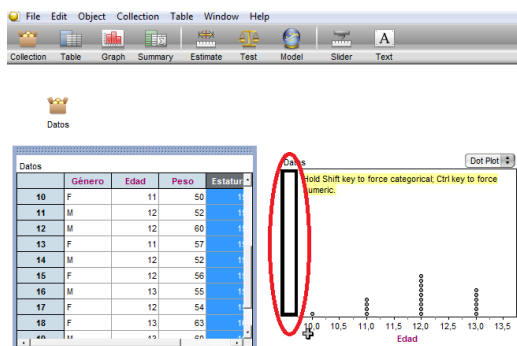 File Edit Object Collection Table Window Help
Collection Table Graph Summary Estimate Test Model Slider Text
Datos
Datos
Género Edad Peso Estatur
10 F 11 50
11 M 12 52
12 M 12 60
13 F 11 57
14 M 12 52
15 F 12 56
16 M 13 55
17 F 12 54
18 F 13 63
Datos Dot Plot
Hold Shift key to force categorical; Ctrl key to force
numeric.
10,0 10,5 11,0 11,5 12,0 12,5 13,0 13,5
Edad